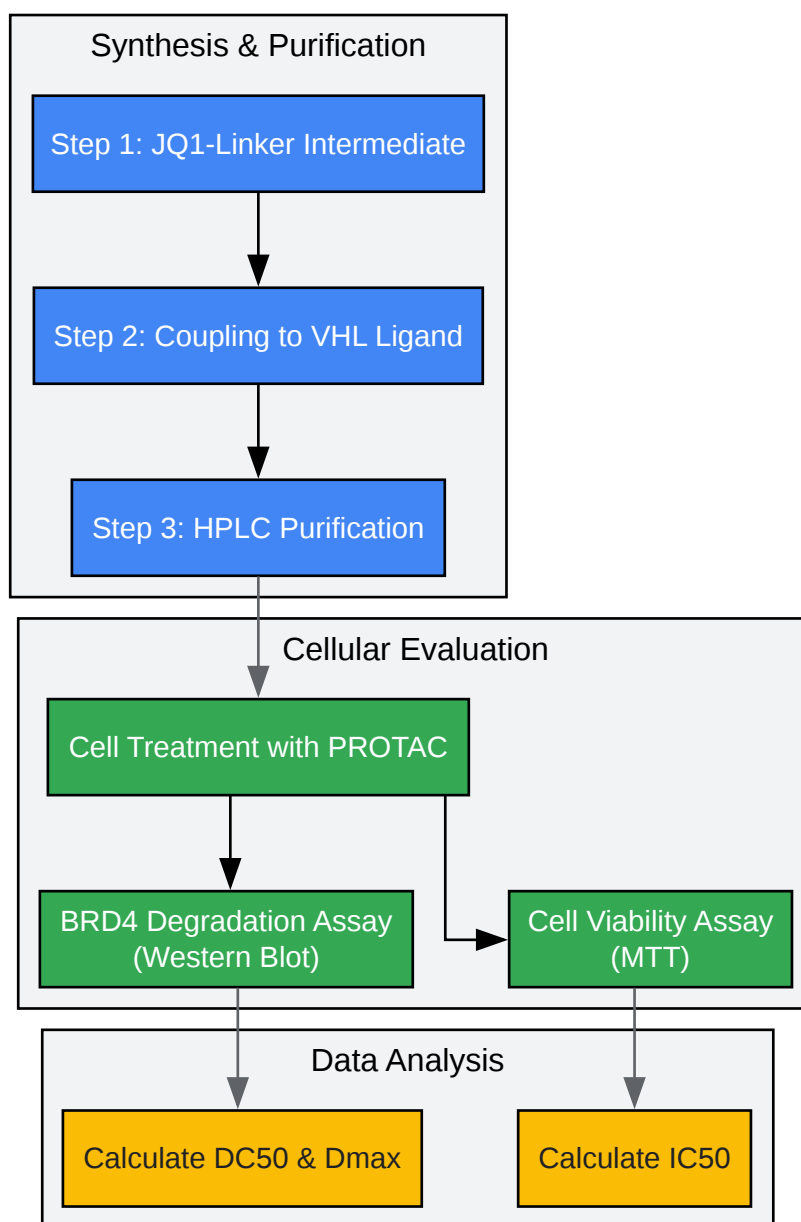 Synthesis & Purification
Step 1: JQ1-Linker Intermediate
Step 2: Coupling to VHL Ligand
Step 3: HPLC Purification
Cellular Evaluation
Cell Treatment with PROTAC
BRD4 Degradation Assay
(Western Blot)
Cell Viability Assay
(MTT)
Data Analysis
Calculate DC50 & Dmax
Calculate IC50